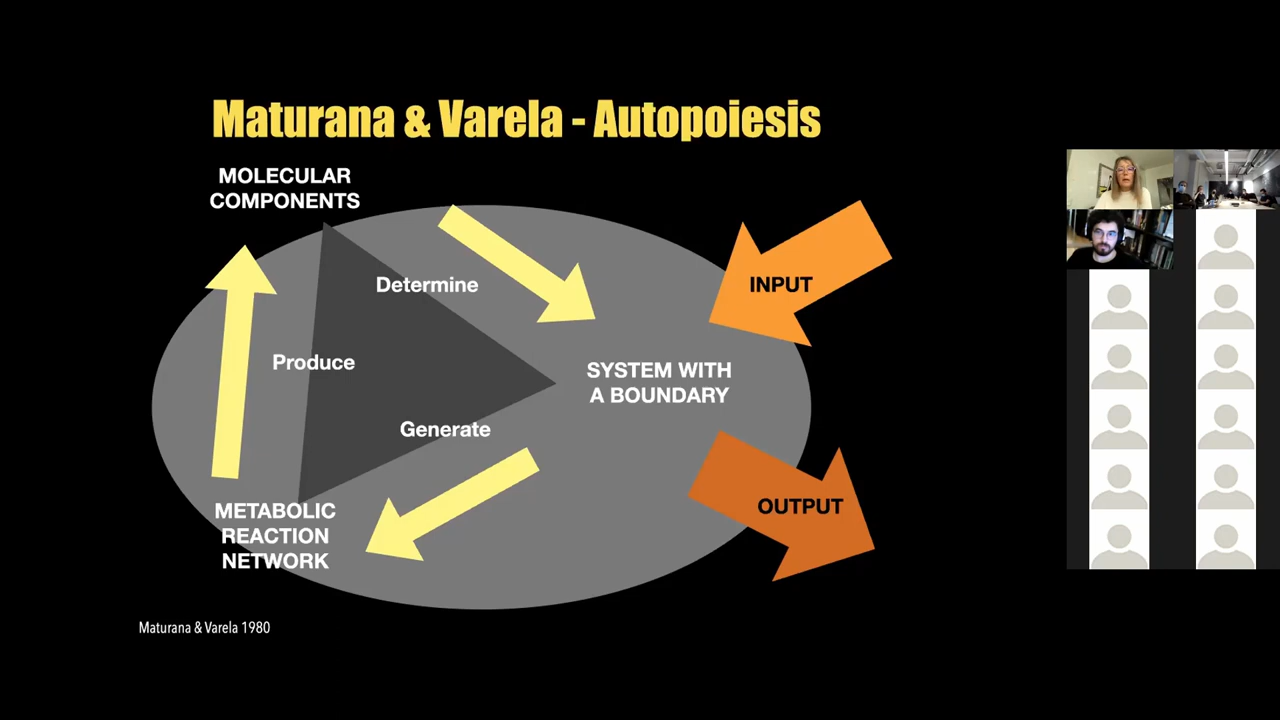 Maturana & Varela - Autopoiesis
MOLECULAR
COMPONENTS
Determine
INPUT
Produce
SYSTEM WITH
A BOUNDARY
Generate
METABOLIC
REACTION
NETWORK
OUTPUT
Maturana & Varela 1980